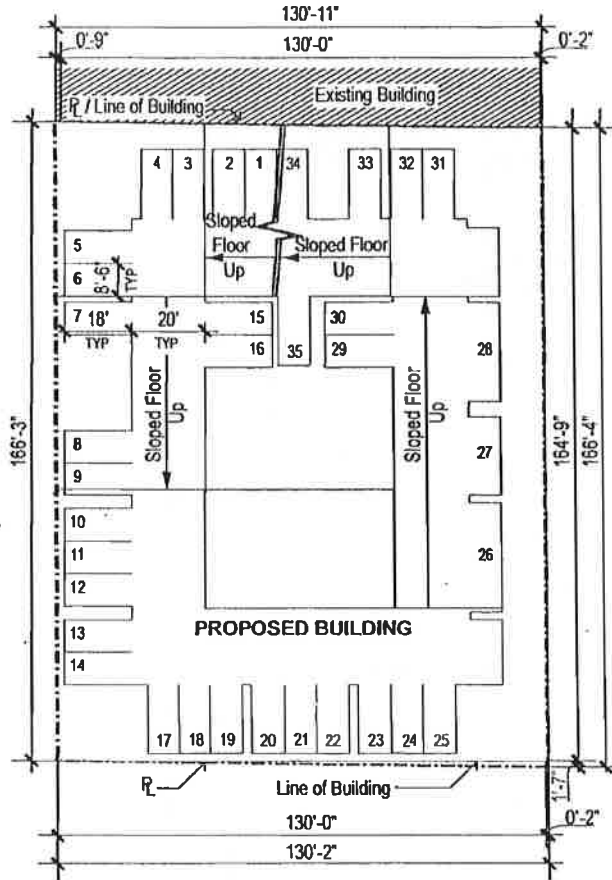 130'-11"
0'-9"
130'-0"
0'-2"
Existing Building
PL / Line of Building
4 3 2 1 34 33 32 31
Sloped
Floor
Up
Sloped Floor
Up
5
6
8'-6"
TYP
7
18'
TYP
20'
TYP
15
16
35
30
29
28
Sloped Floor
Up
Sloped Floor
Up
166'-3"
164'-9"
166'-4"
8
9
27
10
11
12
26
PROPOSED BUILDING
13
14
17 18 19 20 21 22 23 24 25
PL
Line of Building
1'-7"
130'-0"
0'-2"
130'-2"